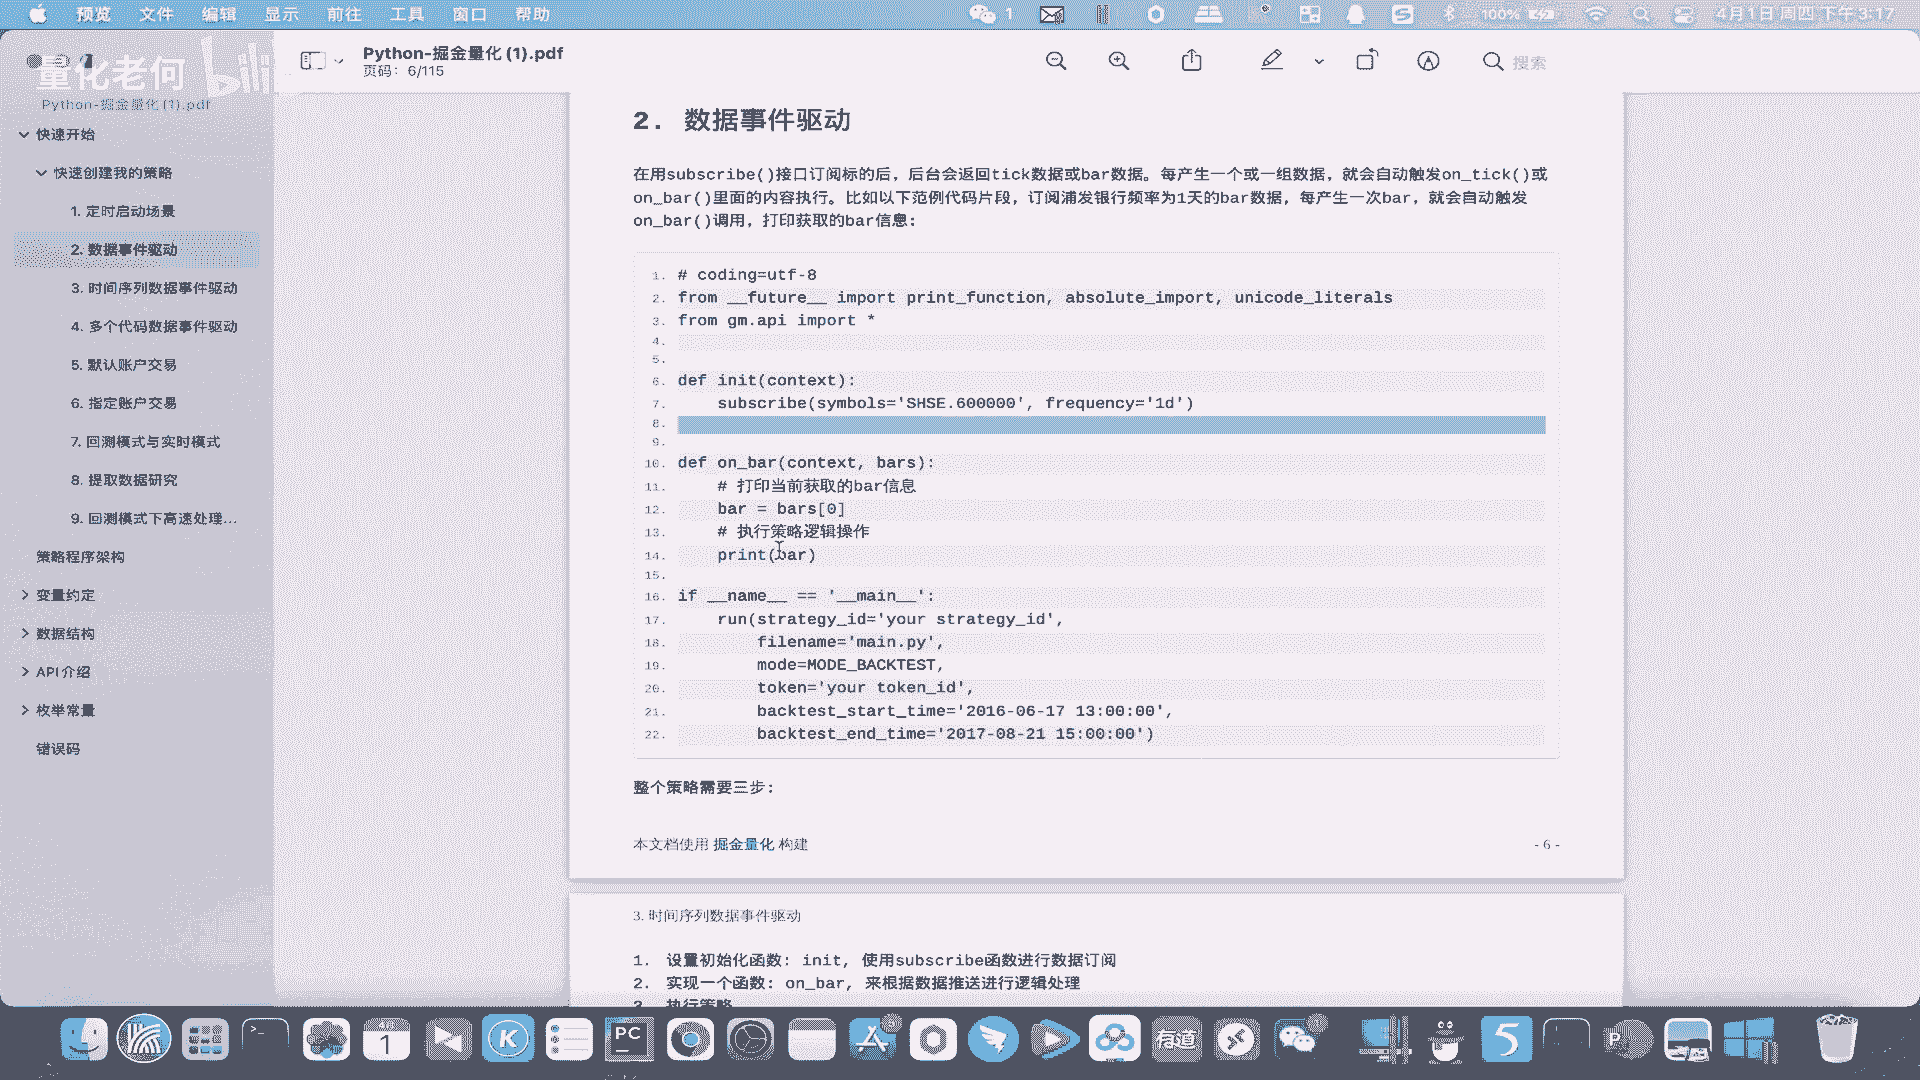 预览 文件 编辑 显示 前往 工具 窗口 帮助
1 100% 4月1日 周四 下午3:17
量化老何 bili
Python-掘金量化 (1).pdf
页码：6/115
搜索
Python-掘金量化 (1).pdf
快速开始
快速创建我的策略
1. 定时启动场景
2. 数据事件驱动
3. 时间序列数据事件驱动
4. 多个代码数据事件驱动
5. 默认账户交易
6. 指定账户交易
7. 回测模式与实时模式
8. 提取数据研究
9. 回测模式下高速处理...
策略程序架构
变量约定
数据结构
API介绍
枚举常量
错误码
2. 数据事件驱动
在用subscribe()接口订阅标的后，后台会返回tick数据或bar数据。每产生一个或一组数据，就会自动触发on_tick()或
on_bar()里面的内容执行。比如以下范例代码片段，订阅浦发银行频率为1天的bar数据，每产生一次bar，就会自动触发
on_bar()调用，打印获取的bar信息：
1. # coding=utf-8
2. from __future__ import print_function, absolute_import, unicode_literals
3. from gm.api import *
4.
5.
6. def init(context):
7. subscribe(symbols='SHSE.600000', frequency='1d')
8.
9.
10. def on_bar(context, bars):
11. # 打印当前获取的bar信息
12. bar = bars[0]
13. # 执行策略逻辑操作
14. print(bar)
15.
16. if __name__ == '__main__':
17. run(strategy_id='your strategy_id',
18. filename='main.py',
19. mode=MODE_BACKTEST,
20. token='your token_id',
21. backtest_start_time='2016-06-17 13:00:00',
22. backtest_end_time='2017-08-21 15:00:00')
整个策略需要三步：
本文档使用 掘金量化 构建 - 6 -
3. 时间序列数据事件驱动
1. 设置初始化函数: init, 使用subscribe函数进行数据订阅
2. 实现一个函数: on_bar, 来根据数据推送进行逻辑处理
3. 执行策略
1 K PC 有道 5